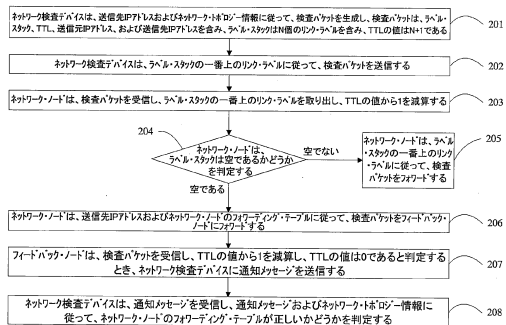 ネットワーク検査デバイスは、送信先IPアドレスおよびネットワーク・トポロジー情報に従って、検査パケットを生成し、検査パケットは、ラベル・
スタック、TTL、送信元IPアドレス、および送信先IPアドレスを含み、ラベル・スタックはN個のリンク・ラベルを含み、TTLの値はN+1である
201
ネットワーク検査デバイスは、ラベル・スタックの一番上のリンク・ラベルに従って、検査パケットを送信する
202
ネットワーク・ノードは、検査パケットを受信し、ラベル・スタックの一番上のリンク・ラベルを取り出し、TTLの値から1を減算する
203
204
ネットワーク・ノードは、
ラベル・スタックは空であるかどうか
を判定する
空でない
ネットワーク・ノードは、ラベル
・スタックの一番上のリンク
・ラベルに従って、検査
パケットをフォワードする
205
空である
ネットワーク・ノードは、送信先IPアドレスおよびネットワーク・ノードのフォワーディング・テーブルに従って、検査パケットをフィードバック・
ノードにフォワードする
206
フィードバック・ノードは、検査パケットを受信し、TTLの値から1を減算し、TTLの値は0であると判定する
とき、ネットワーク検査デバイスに通知メッセージを送信する
207
ネットワーク検査デバイスは、通知メッセージを受信し、通知メッセージおよびネットワーク・トポロジー情報に
従って、ネットワーク・ノードのフォワーディング・テーブルが正しいかどうかを判定する
208